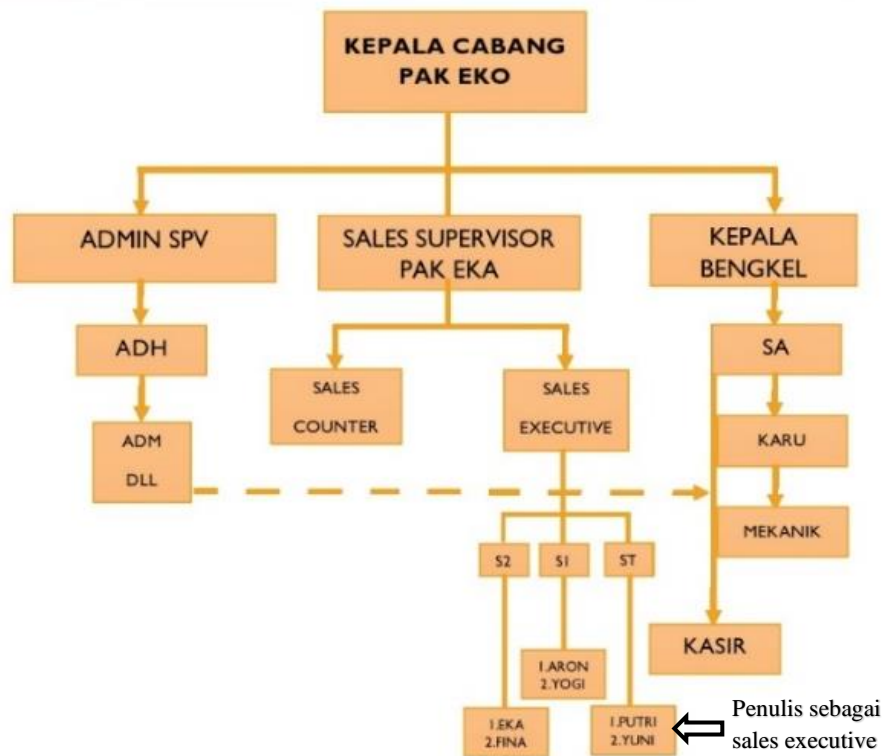 KEPALA CABANG
PAK EKO
ADMIN SPV
SALES SUPERVISOR
PAK EKA
KEPALA
BENGKEL
ADH
SA
SALES
COUNTER
SALES
EXECUTIVE
ADM
DLL
KARU
MEKANIK
S2
S1
ST
KASIR
1.ARON
2.YOGI
1.EKA
2.FINA
1.PUTRI
2.YUNI
Penulis sebagai
sales executive